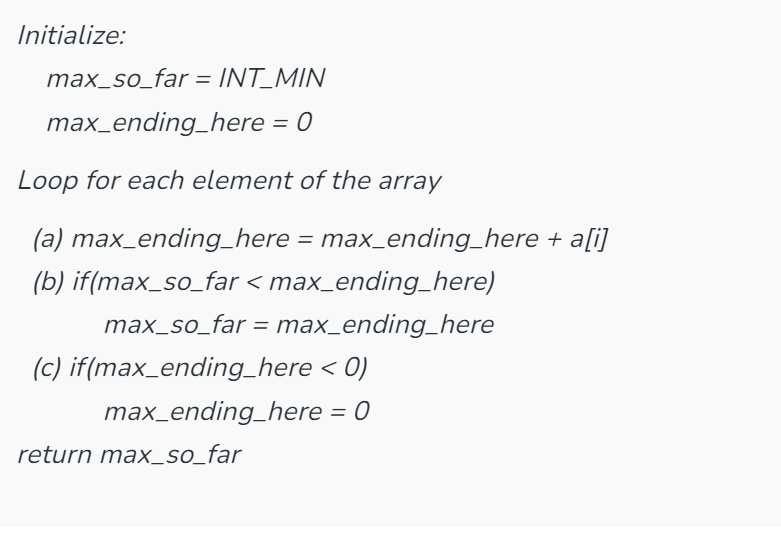 Initialize:
max_so_far = INT_MIN
max_ending_here = 0
Loop for each element of the array
(a) max_ending_here = max_ending_here + a[i]
(b) if(max_so_far < max_ending_here)
max_so_far = max_ending_here
(c) if(max_ending_here < 0)
max_ending_here = 0
return max_so_far